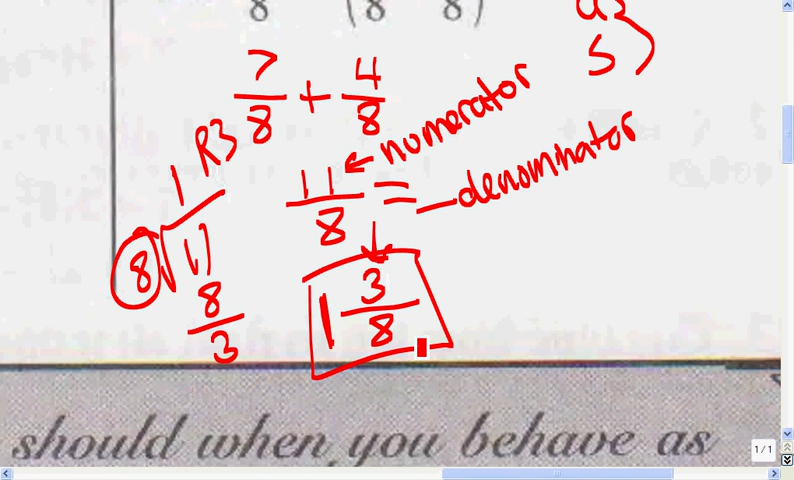 8 (8 8)
7/8 + 4/8
numerator
11/8 =
denominator
1 R3
8√11
8
3
1 3/8
should when you behave as
1/1